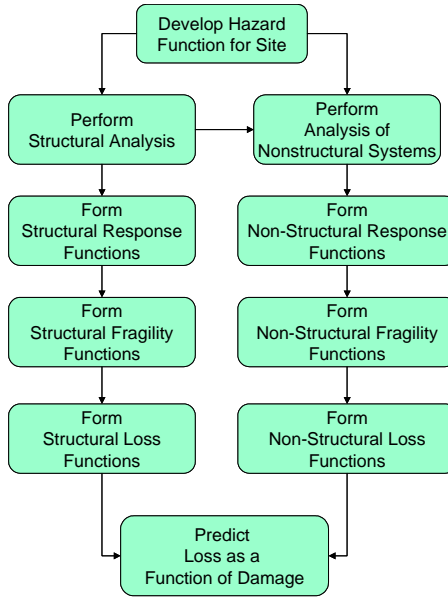 Develop Hazard
Function for Site
Perform
Structural Analysis
Perform
Analysis of
Nonstructural Systems
Form
Structural Response
Functions
Form
Non-Structural Response
Functions
Form
Structural Fragility
Functions
Form
Non-Structural Fragility
Functions
Form
Structural Loss
Functions
Form
Non-Structural Loss
Functions
Predict
Loss as a
Function of Damage